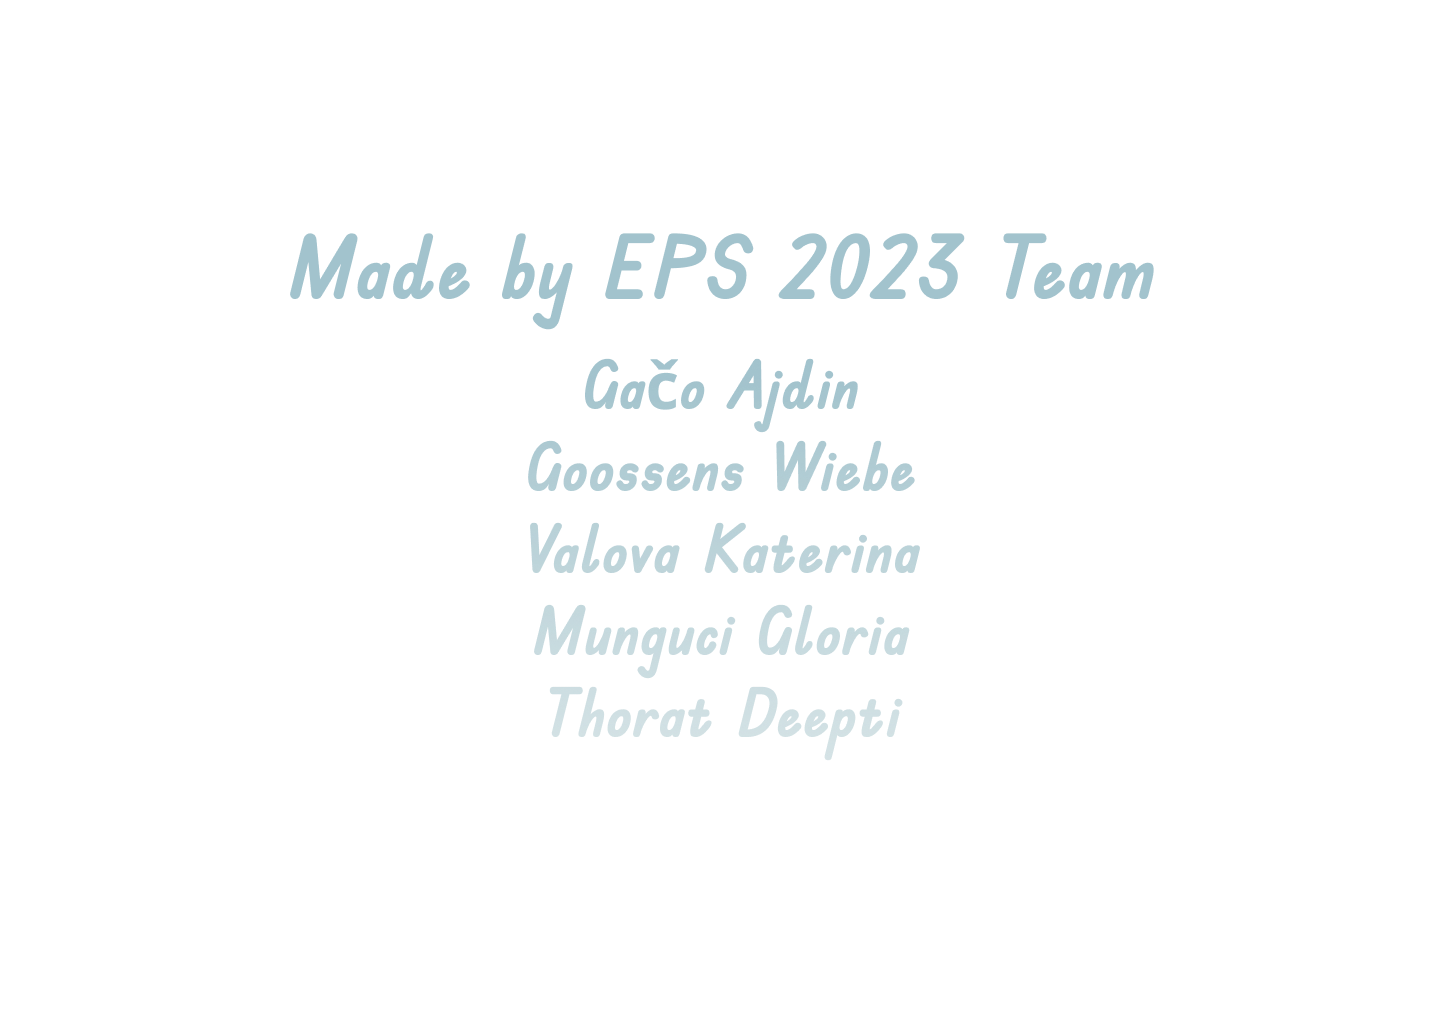 Made by EPS 2023 Team
Gačo Ajdin
Goossens Wiebe
Valova Katerina
Munguci Gloria
Thorat Deepti